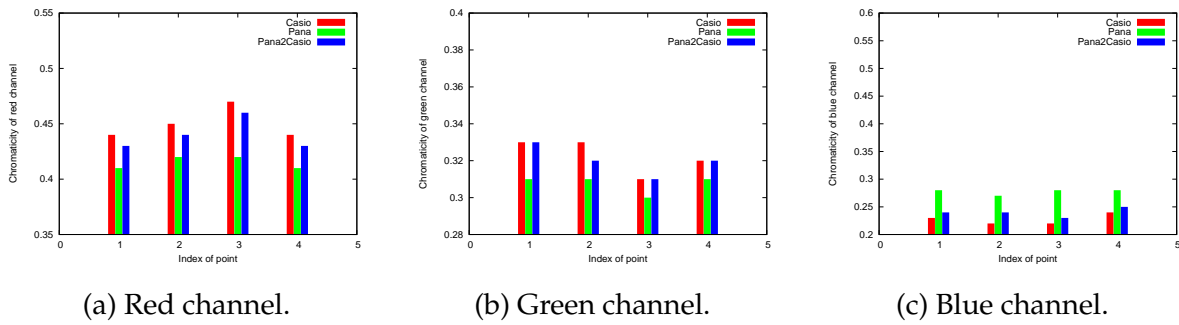 0.55
0.5
0.45
0.4
0.35
0 1 2 3 4 5
Chromaticity of red channel
Index of point
Casio
Pana
Pana2Casio
(a) Red channel.
0.4
0.38
0.36
0.34
0.32
0.3
0.28
0 1 2 3 4 5
Chromaticity of green channel
Index of point
Casio
Pana
Pana2Casio
(b) Green channel.
0.6
0.55
0.5
0.45
0.4
0.35
0.3
0.25
0.2
0 1 2 3 4 5
Chromaticity of blue channel
Index of point
Casio
Pana
Pana2Casio
(c) Blue channel.